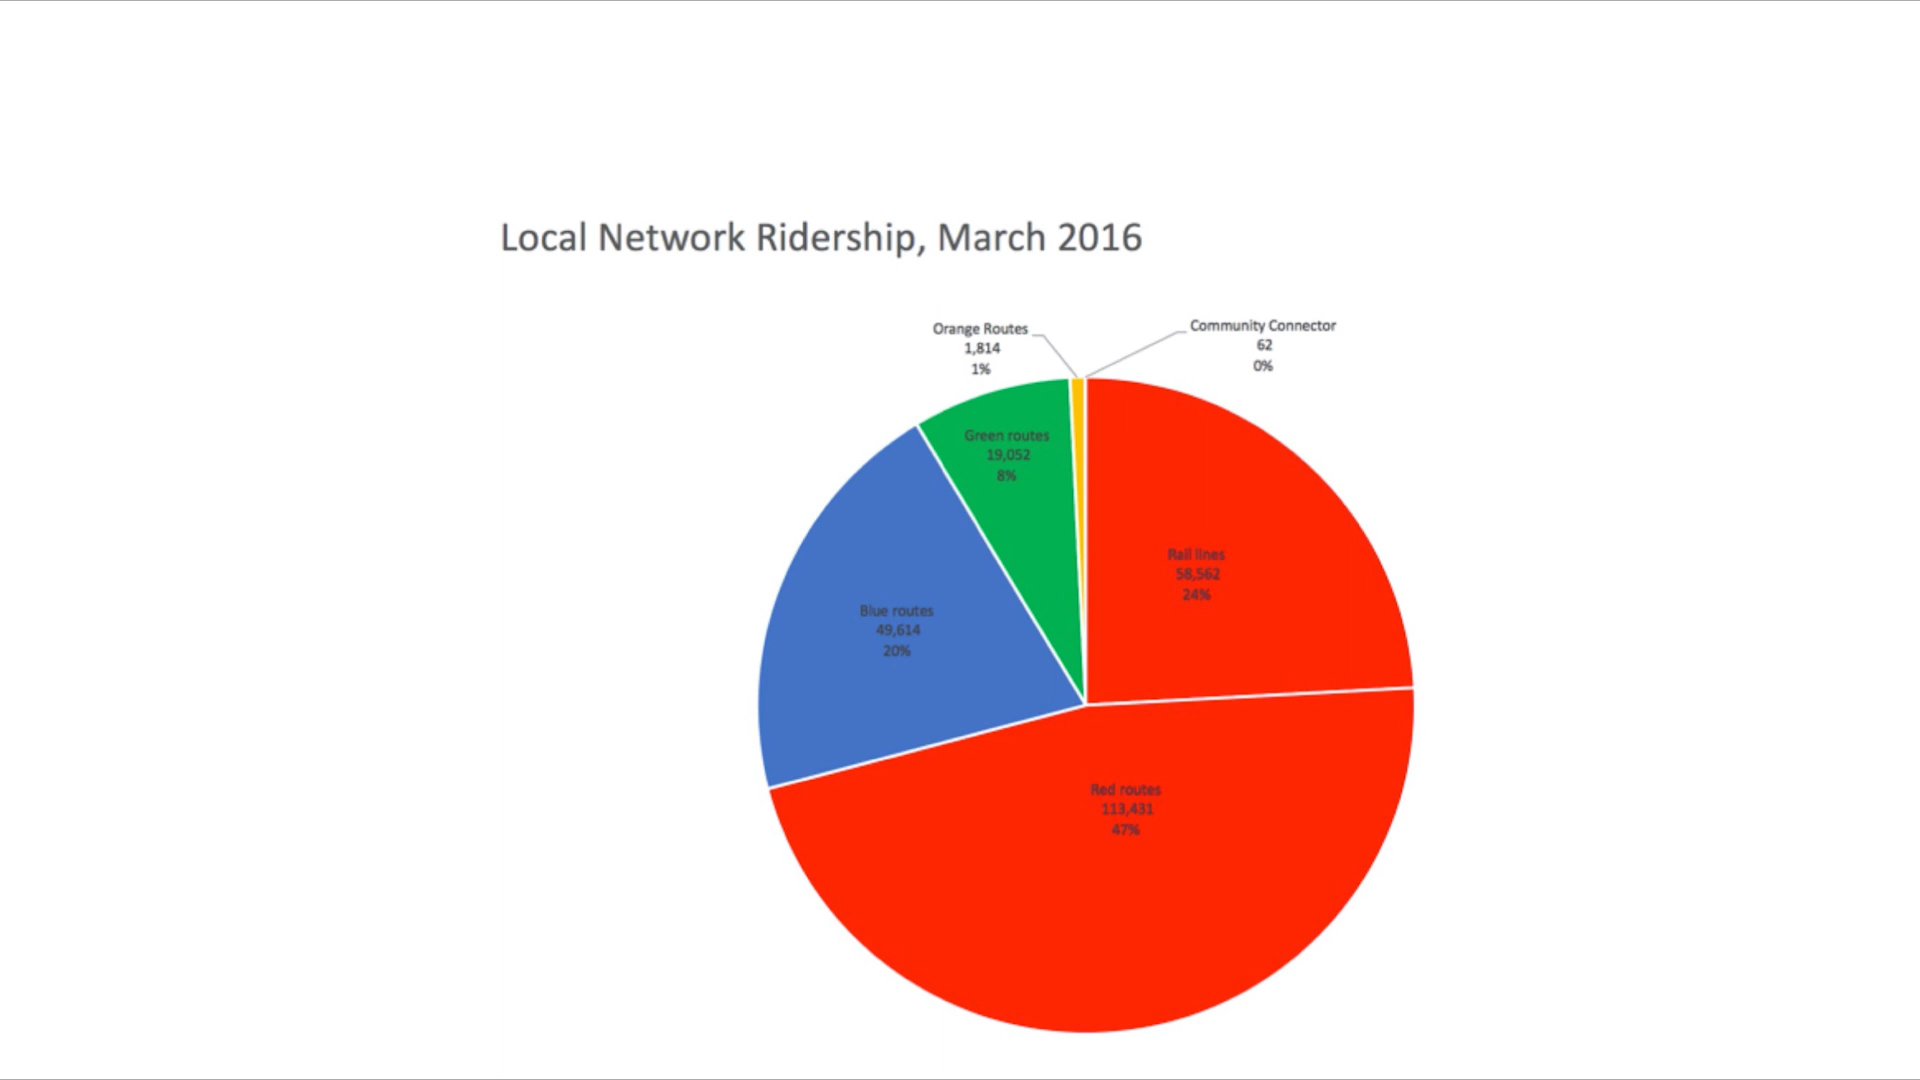 Local Network Ridership, March 2016
Orange Routes
1,814
1%
Community Connector
62
0%
Green routes
19,052
8%
Rail lines
58,562
24%
Blue routes
49,614
20%
Red routes
113,431
47%